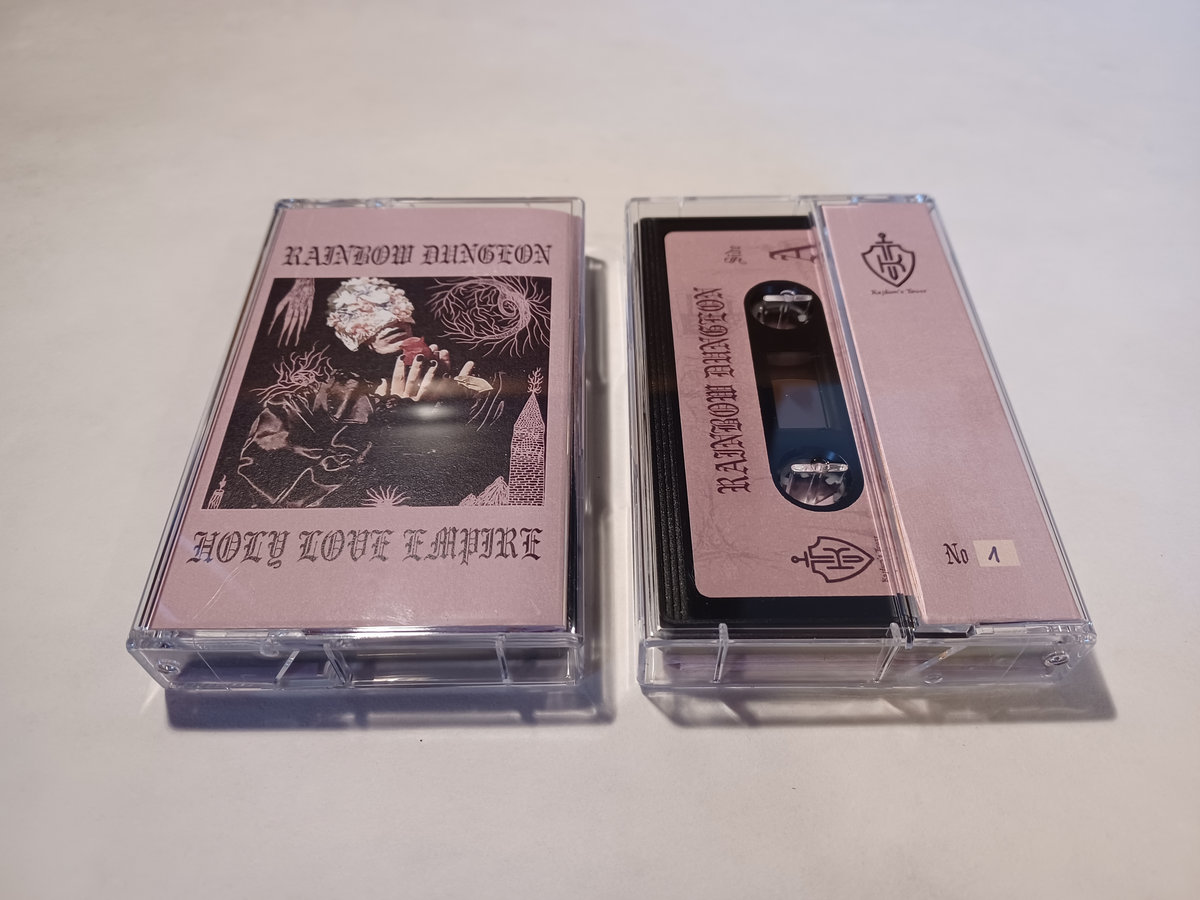 RAINBOW DUNGEON
HOLY LOVE EMPIRE
Side
A
RAINBOW DUNGEON
No 1